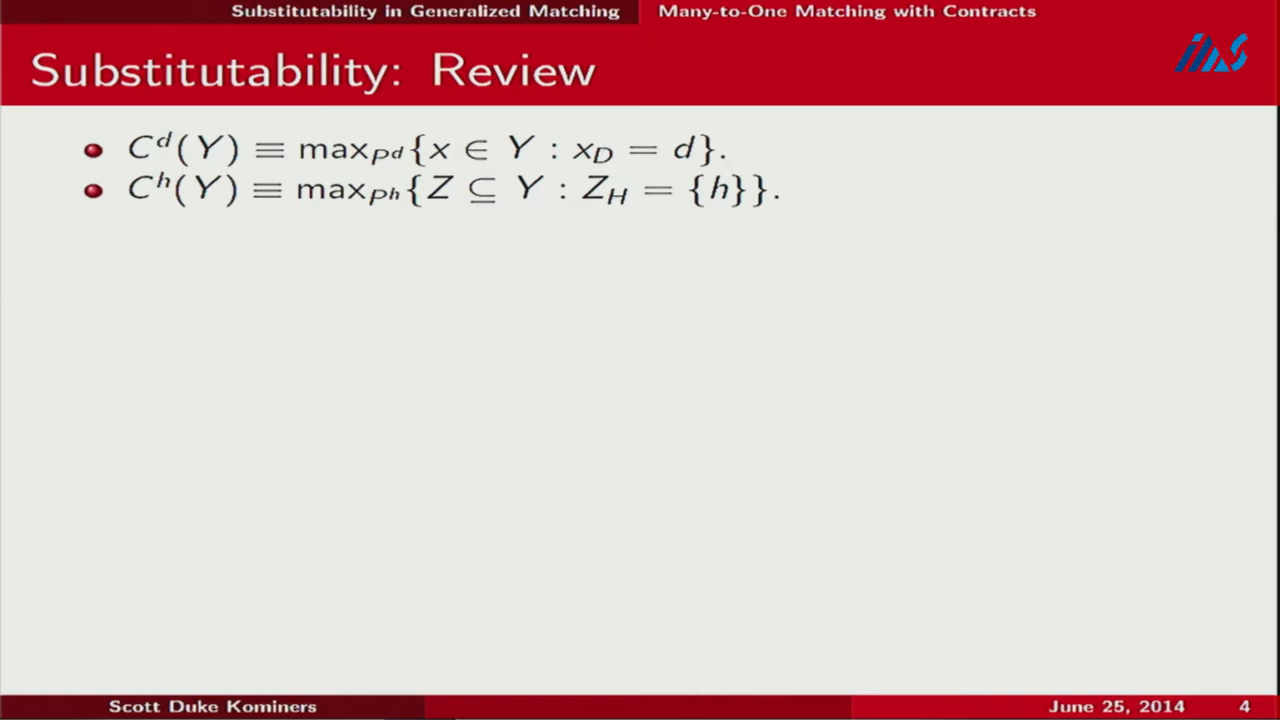 Substitutability in Generalized Matching Many-to-One Matching with Contracts
Substitutability: Review
ims
C^d(Y) ≡ max_{P^d}{x ∈ Y : x_D = d}.
C^h(Y) ≡ max_{P^h}{Z ⊆ Y : Z_H = {h}}.
Scott Duke Kominers June 25, 2014 4